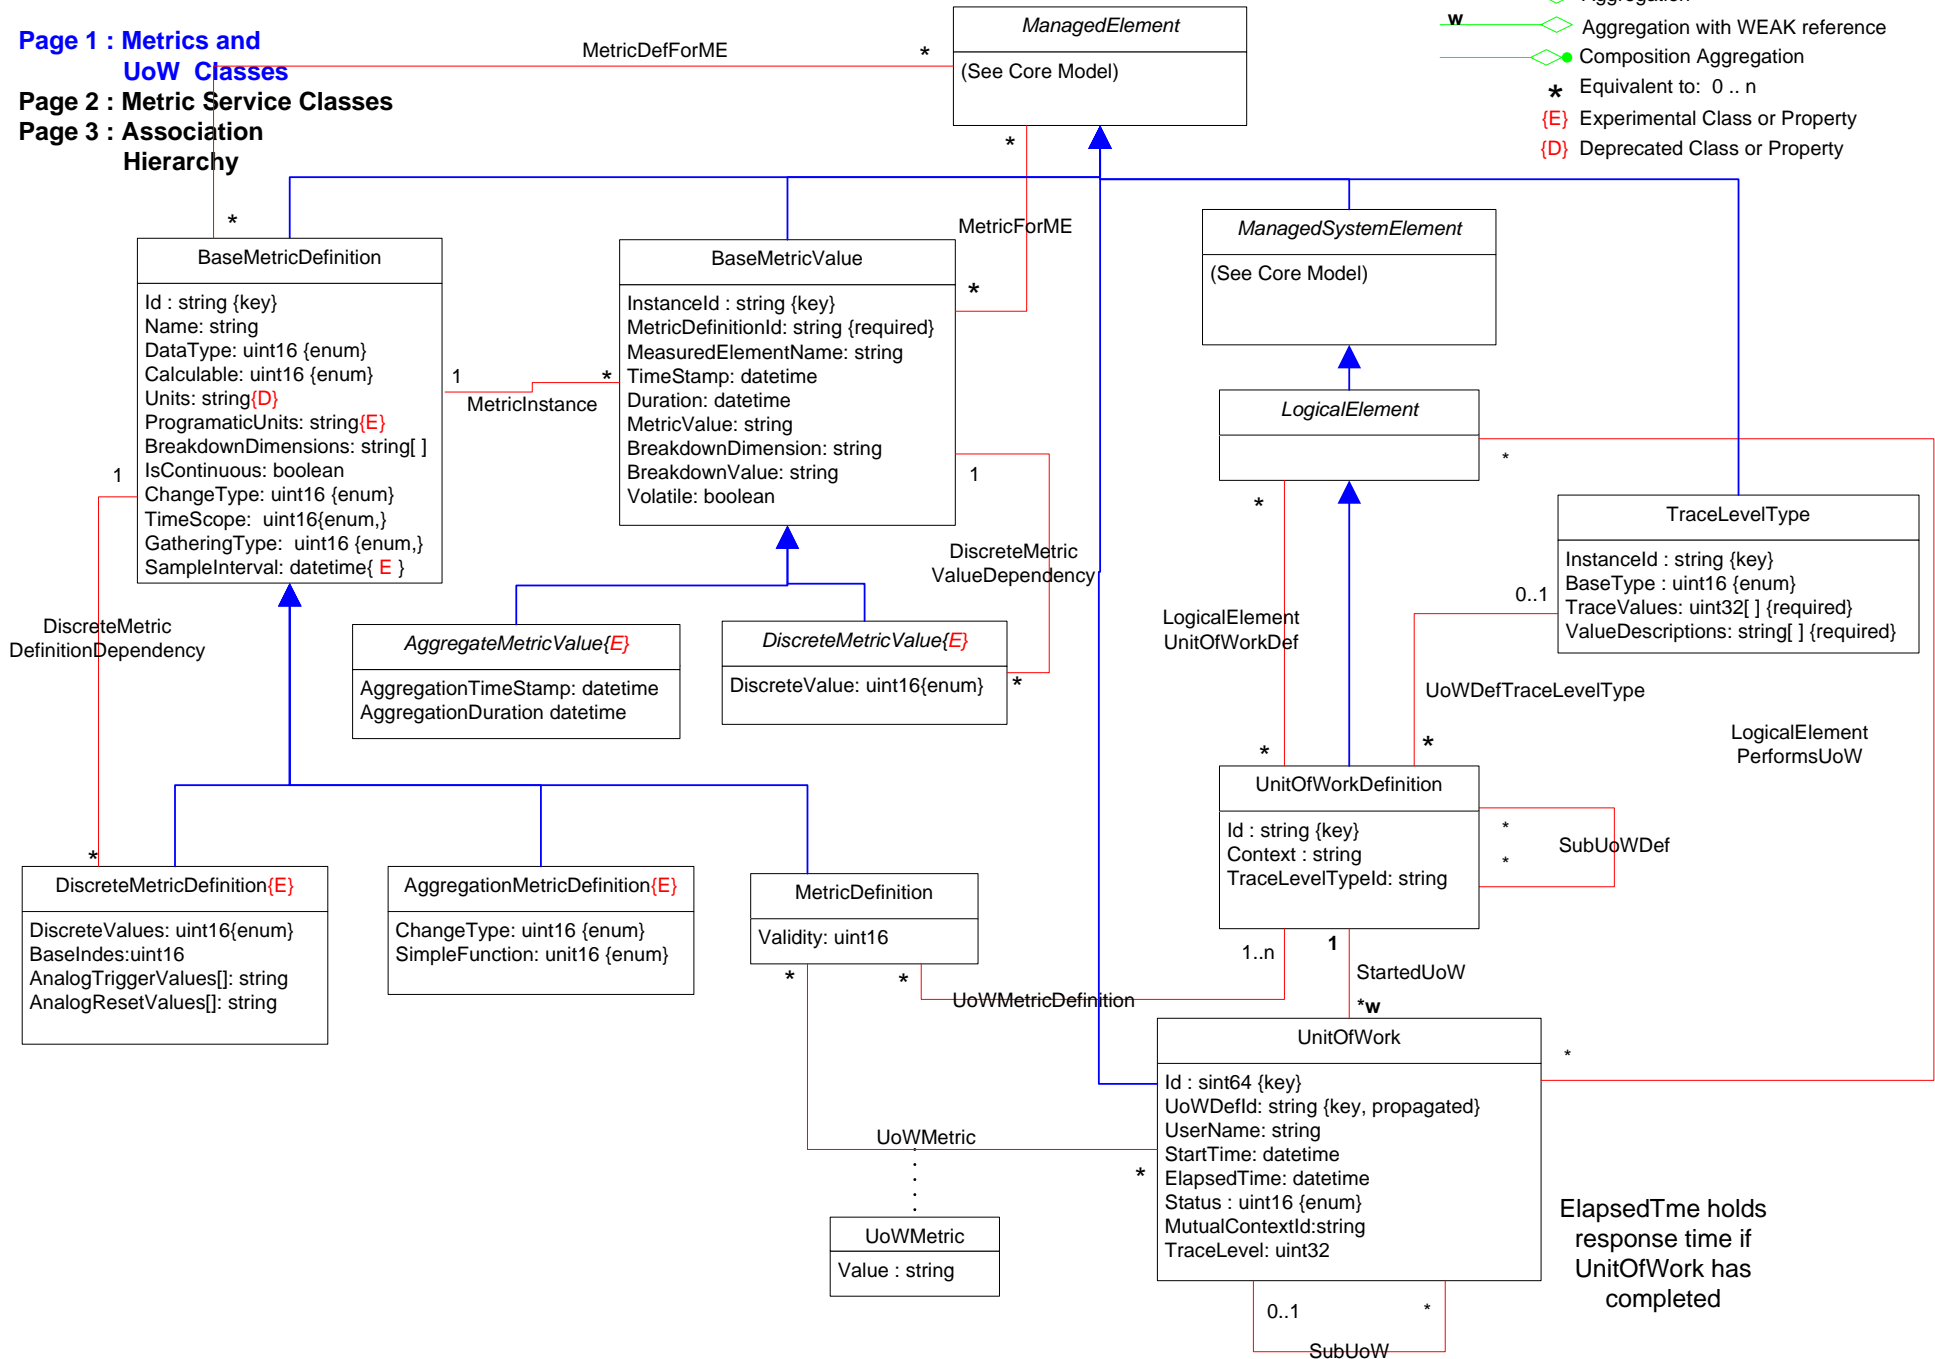 Page 1 : Metrics and
UoW Classes
Page 2 : Metric Service Classes
Page 3 : Association
Hierarchy
w
Aggregation with WEAK reference
Composition Aggregation
* Equivalent to: 0 .. n
{E} Experimental Class or Property
{D} Deprecated Class or Property
MetricDefForME
*
*
ManagedElement
(See Core Model)
*
MetricForME
*
BaseMetricDefinition
Id : string {key}
Name: string
DataType: uint16 {enum}
Calculable: uint16 {enum}
Units: string{D}
ProgramaticUnits: string{E}
BreakdownDimensions: string[ ]
IsContinuous: boolean
ChangeType: uint16 {enum}
TimeScope: uint16{enum,}
GatheringType: uint16 {enum,}
SampleInterval: datetime{ E }
1
MetricInstance
*
BaseMetricValue
InstanceId : string {key}
MetricDefinitionId: string {required}
MeasuredElementName: string
TimeStamp: datetime
Duration: datetime
MetricValue: string
BreakdownDimension: string
BreakdownValue: string
Volatile: boolean
1
DiscreteMetric
ValueDependency
*
ManagedSystemElement
(See Core Model)
LogicalElement
*
*
LogicalElement
UnitOfWorkDef
*
TraceLevelType
InstanceId : string {key}
BaseType : uint16 {enum}
TraceValues: uint32[ ] {required}
ValueDescriptions: string[ ] {required}
0..1
UoWDefTraceLevelType
*
LogicalElement
PerformsUoW
*
1
DiscreteMetric
DefinitionDependency
*
AggregateMetricValue{E}
AggregationTimeStamp: datetime
AggregationDuration datetime
DiscreteMetricValue{E}
DiscreteValue: uint16{enum}
DiscreteMetricDefinition{E}
DiscreteValues: uint16{enum}
BaseIndes:uint16
AnalogTriggerValues[]: string
AnalogResetValues[]: string
AggregationMetricDefinition{E}
ChangeType: uint16 {enum}
SimpleFunction: unit16 {enum}
MetricDefinition
Validity: uint16
*
*
UoWMetricDefinition
1..n
UnitOfWorkDefinition
Id : string {key}
Context : string
TraceLevelTypeId: string
*
*
SubUoWDef
1
StartedUoW
*w
UnitOfWork
Id : sint64 {key}
UoWDefId: string {key, propagated}
UserName: string
StartTime: datetime
ElapsedTime: datetime
Status : uint16 {enum}
MutualContextId:string
TraceLevel: uint32
UoWMetric
*
UoWMetric
Value : string
0..1
*
SubUoW
ElapsedTme holds
response time if
UnitOfWork has
completed